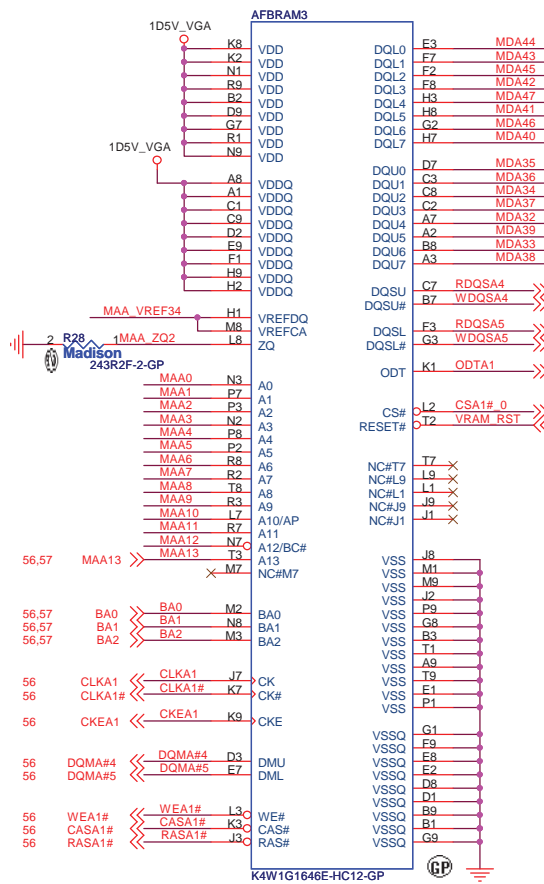 AFBRAM3
1D5V_VGA
K8 VDD
K2 VDD
N1 VDD
R9 VDD
B2 VDD
D9 VDD
G7 VDD
R1 VDD
N9 VDD
1D5V_VGA
A8 VDDQ
A1 VDDQ
C1 VDDQ
C9 VDDQ
D2 VDDQ
E9 VDDQ
F1 VDDQ
H9 VDDQ
H2 VDDQ
MAA_VREF34 H1 VREFDQ
M8 VREFCA
2 R28 1 MAA_ZQ2 L8 ZQ
Madison
243R2F-2-GP
MAA0 N3 A0
MAA1 P7 A1
MAA2 P3 A2
MAA3 N2 A3
MAA4 P8 A4
MAA5 P2 A5
MAA6 R8 A6
MAA7 R2 A7
MAA8 T8 A8
MAA9 R3 A9
MAA10 L7 A10/AP
MAA11 R7 A11
MAA12 N7 A12/BC#
56,57 MAA13 MAA13 T3 A13
M7 NC#M7
56,57 BA0 BA0 M2 BA0
56,57 BA1 BA1 N8 BA1
56,57 BA2 BA2 M3 BA2
56 CLKA1 CLKA1 J7 CK
56 CLKA1# CLKA1# K7 CK#
56 CKEA1 CKEA1 K9 CKE
56 DQMA#4 DQMA#4 D3 DMU
56 DQMA#5 DQMA#5 E7 DML
56 WEA1# WEA1# L3 WE#
56 CASA1# CASA1# K3 CAS#
56 RASA1# RASA1# J3 RAS#
DQL0 E3 MDA44
DQL1 F7 MDA43
DQL2 F2 MDA45
DQL3 F8 MDA42
DQL4 H3 MDA47
DQL5 H8 MDA41
DQL6 G2 MDA46
DQL7 H7 MDA40
DQU0 D7 MDA35
DQU1 C3 MDA36
DQU2 C8 MDA34
DQU3 C2 MDA37
DQU4 A7 MDA32
DQU5 A2 MDA39
DQU6 B8 MDA33
DQU7 A3 MDA38
DQSU C7 RDQSA4
DQSU# B7 WDQSA4
DQSL F3 RDQSA5
DQSL# G3 WDQSA5
ODT K1 ODTA1
CS# L2 CSA1#_0
RESET# T2 VRAM_RST
NC#T7 T7
NC#L9 L9
NC#L1 L1
NC#J9 J9
NC#J1 J1
VSS J8
VSS M1
VSS M9
VSS J2
VSS P9
VSS G8
VSS B3
VSS T1
VSS A9
VSS T9
VSS E1
VSS P1
VSSQ G1
VSSQ F9
VSSQ E8
VSSQ E2
VSSQ D8
VSSQ D1
VSSQ B9
VSSQ B1
VSSQ G9
GP
K4W1G1646E-HC12-GP